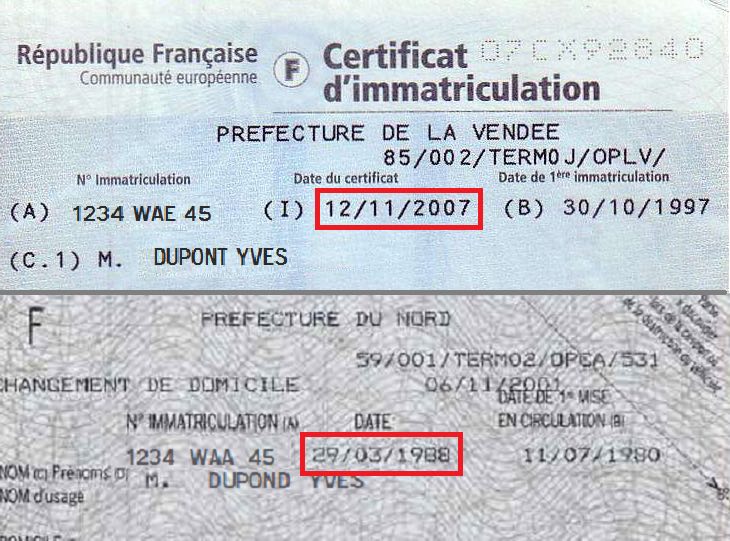 République Française
Communauté européenne
F
Certificat
d'immatriculation
07CX92840
PREFECTURE DE LA VENDEE
85/002/TERM0J/OPLV/
N° Immatriculation Date du certificat Date de 1ère immatriculation
(A) 1234 WAE 45 (I) 12/11/2007 (B) 30/10/1997
(C.1) M. DUPONT YVES
F PREFECTURE DU NORD
59/001/TERM02/OPEA/531
CHANGEMENT DE DOMICILE 06/11/2001
N° IMMATRICULATION (A) DATE DATE DE 1re MISE
EN CIRCULATION (B)
1234 WAA 45 29/03/1988 11/07/1980
NOM (C) Prénoms (D) M. DUPOND YVES
NOM d'usage